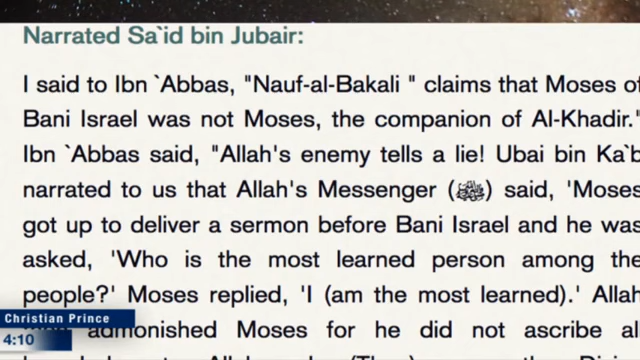 Narrated Sa`id bin Jubair:
I said to Ibn `Abbas, "Nauf-al-Bakali " claims that Moses of
Bani Israel was not Moses, the companion of Al-Khadir."
Ibn `Abbas said, "Allah's enemy tells a lie! Ubai bin Ka`b
narrated to us that Allah's Messenger (ﷺ) said, 'Moses
got up to deliver a sermon before Bani Israel and he was
asked, 'Who is the most learned person among the
people?' Moses replied, 'I (am the most learned).' Allah
Christian Prince
admonished Moses for he did not ascribe all
4:10